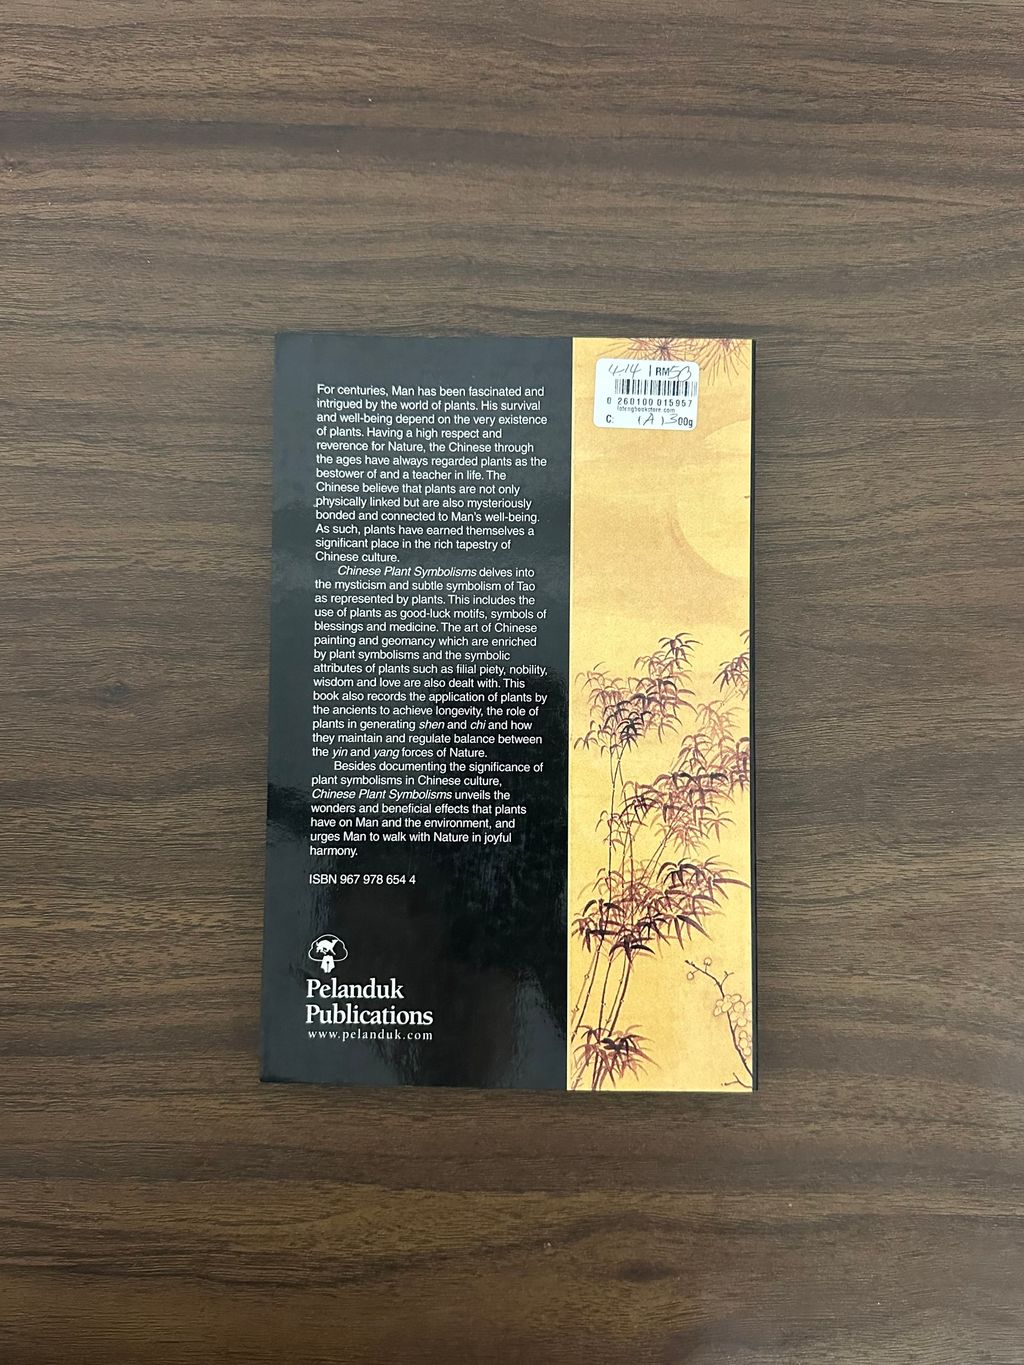 For centuries, Man has been fascinated and
intrigued by the world of plants. His survival
and well-being depend on the very existence
of plants. Having a high respect and
reverence for Nature, the Chinese through
the ages have always regarded plants as the
bestower of and a teacher in life. The
Chinese believe that plants are not only
physically linked but are also mysteriously
bonded and connected to Man's well-being.
As such, plants have earned themselves a
significant place in the rich tapestry of
Chinese culture.
Chinese Plant Symbolisms delves into
the mysticism and subtle symbolism of Tao
as represented by plants. This includes the
use of plants as good-luck motifs, symbols of
blessings and medicine. The art of Chinese
painting and geomancy which are enriched
by plant symbolisms and the symbolic
attributes of plants such as filial piety, nobility,
wisdom and love are also dealt with. This
book also records the application of plants by
the ancients to achieve longevity, the role of
plants in generating shen and chi and how
they maintain and regulate balance between
the yin and yang forces of Nature.
Besides documenting the significance of
plant symbolisms in Chinese culture,
Chinese Plant Symbolisms unveils the
wonders and beneficial effects that plants
have on Man and the environment, and
urges Man to walk with Nature in joyful
harmony.
ISBN 967 978 654 4
Pelanduk
Publications
www.pelanduk.com
4-14 | RM
0 260100 015957
C: (A) 300g